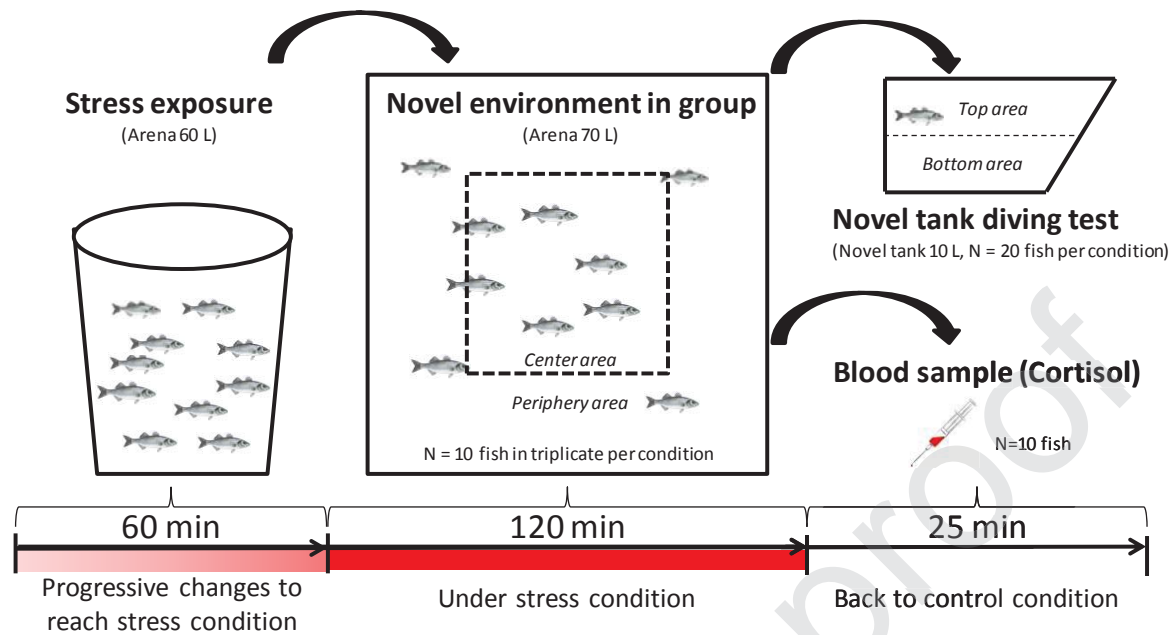 Stress exposure
(Arena 60 L)
Novel environment in group
(Arena 70 L)
Center area
Periphery area
N = 10 fish in triplicate per condition
Top area
Bottom area
Novel tank diving test
(Novel tank 10 L, N = 20 fish per condition)
Blood sample (Cortisol)
N=10 fish
60 min
120 min
25 min
Progressive changes to
reach stress condition
Under stress condition
Back to control condition
proof